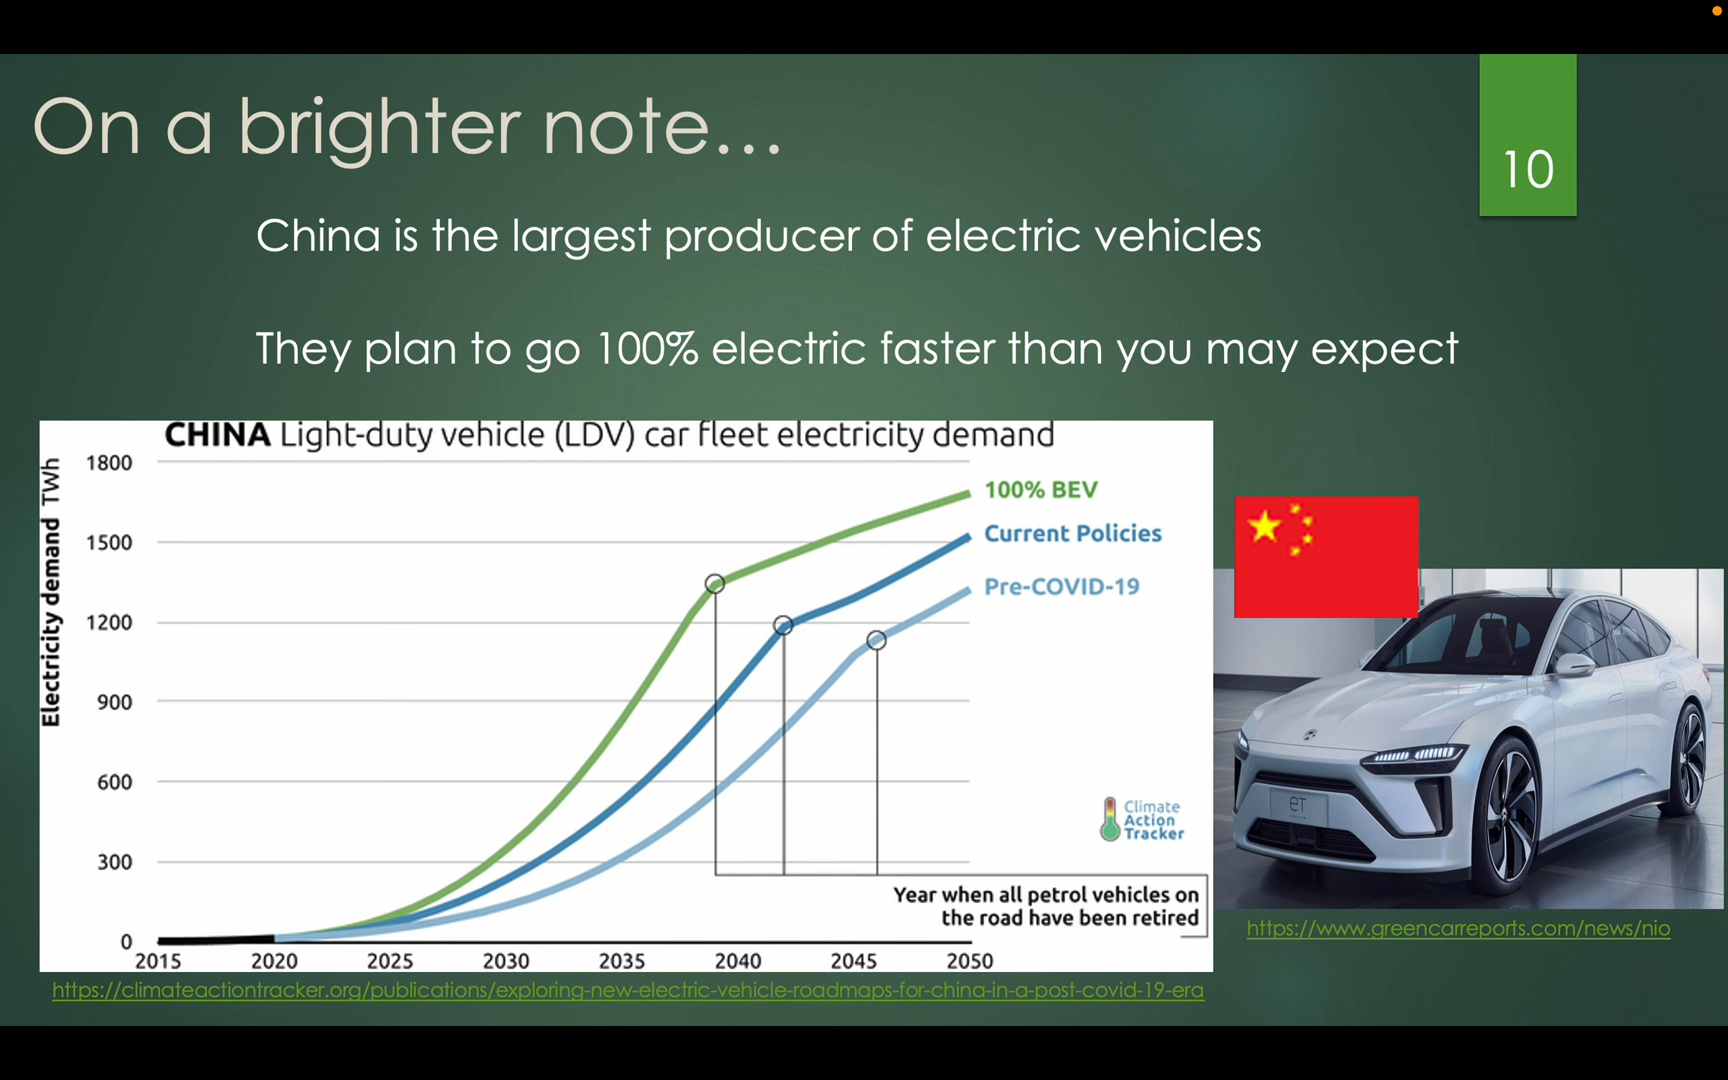 On a brighter note...
10
China is the largest producer of electric vehicles
They plan to go 100% electric faster than you may expect
CHINA Light-duty vehicle (LDV) car fleet electricity demand
Electricity demand TWh
1800
1500
1200
900
600
300
0
2015 2020 2025 2030 2035 2040 2045 2050
100% BEV
Current Policies
Pre-COVID-19
Climate
Action
Tracker
Year when all petrol vehicles on
the road have been retired
eT
https://www.greencarreports.com/news/nio
https://climateactiontracker.org/publications/exploring-new-electric-vehicle-roadmaps-for-china-in-a-post-covid-19-era